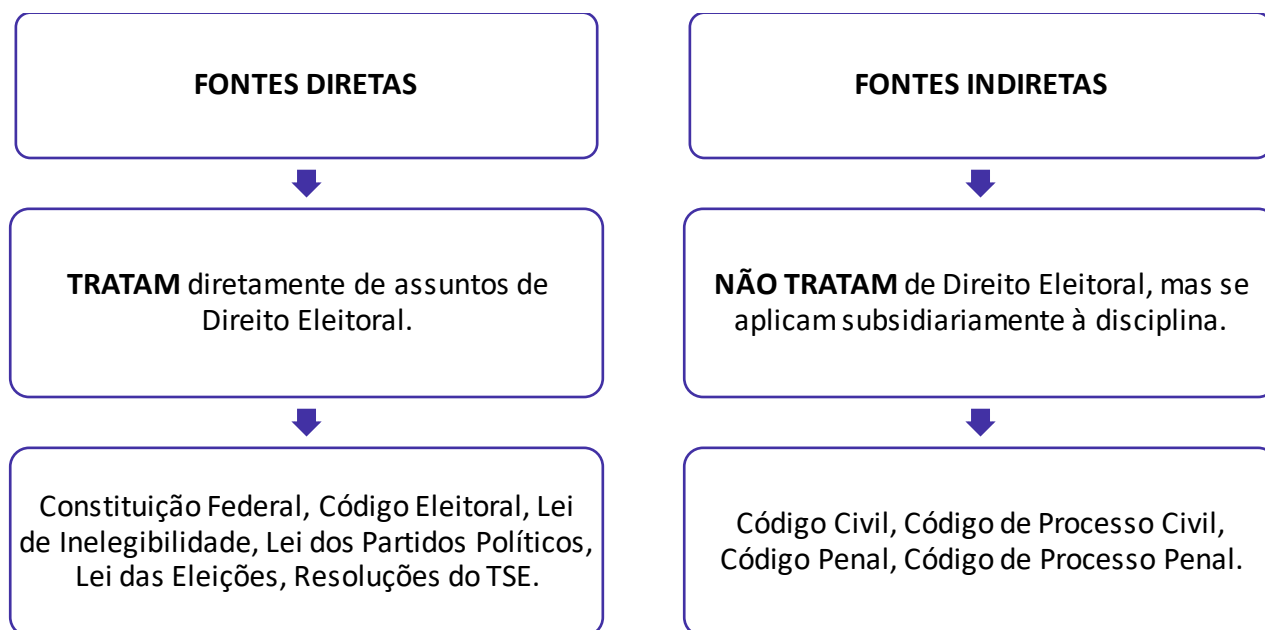 FONTES DIRETAS
TRATAM diretamente de assuntos de
Direito Eleitoral.
Constituição Federal, Código Eleitoral, Lei
de Inelegibilidade, Lei dos Partidos Políticos,
Lei das Eleições, Resoluções do TSE.
FONTES INDIRETAS
NÃO TRATAM de Direito Eleitoral, mas se
aplicam subsidiariamente à disciplina.
Código Civil, Código de Processo Civil,
Código Penal, Código de Processo Penal.